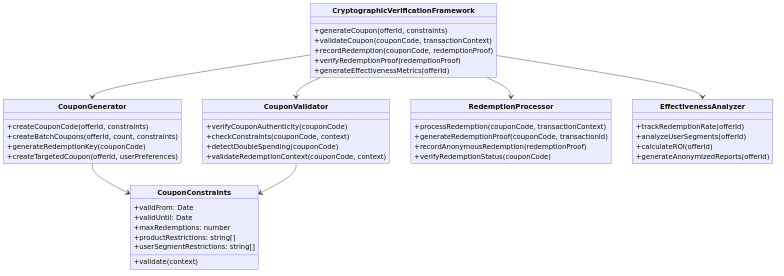 CryptographicVerificationFramework
+generateCoupon(offerId, constraints)
+validateCoupon(couponCode, transactionContext)
+recordRedemption(couponCode, redemptionProof)
+verifyRedemptionProof(redemptionProof)
+generateEffectivenessMetrics(offerId)
CouponGenerator
+createCouponCode(offerId, constraints)
+createBatchCoupons(offerId, count, constraints)
+generateRedemptionKey(couponCode)
+createTargetedCoupon(offerId, userPreferences)
CouponValidator
+verifyCouponAuthenticity(couponCode)
+checkConstraints(couponCode, context)
+detectDoubleSpending(couponCode)
+validateRedemptionContext(couponCode, context)
RedemptionProcessor
+processRedemption(couponCode, transactionContext)
+generateRedemptionProof(couponCode, transactionId)
+recordAnonymousRedemption(redemptionProof)
+verifyRedemptionStatus(couponCode)
EffectivenessAnalyzer
+trackRedemptionRate(offerId)
+analyzeUserSegments(offerId)
+calculateROI(offerId)
+generateAnonymizedReports(offerId)
CouponConstraints
+validFrom: Date
+validUntil: Date
+maxRedemptions: number
+productRestrictions: string[]
+userSegmentRestrictions: string[]
+validate(context)